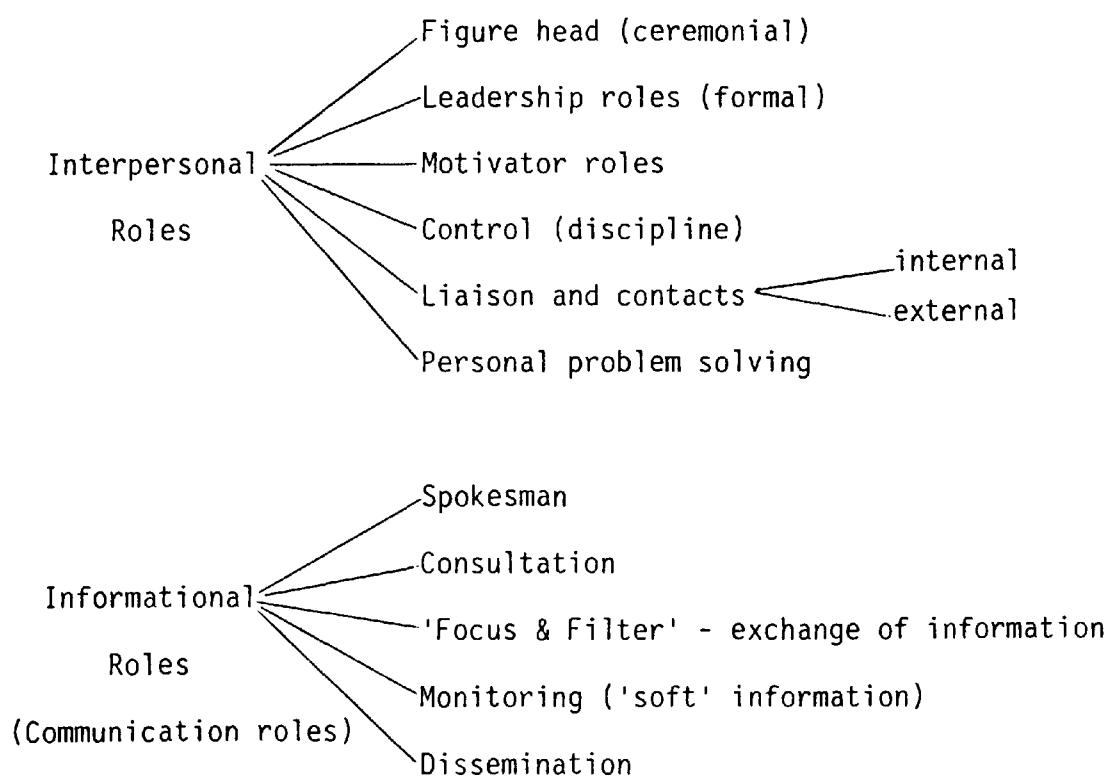 Figure head (ceremonial)
Leadership roles (formal)
Interpersonal
Motivator roles
Roles
Control (discipline)
Liaison and contacts
internal
external
Personal problem solving
Spokesman
Consultation
Informational
'Focus & Filter' - exchange of information
Roles
Monitoring ('soft' information)
(Communication roles)
Dissemination